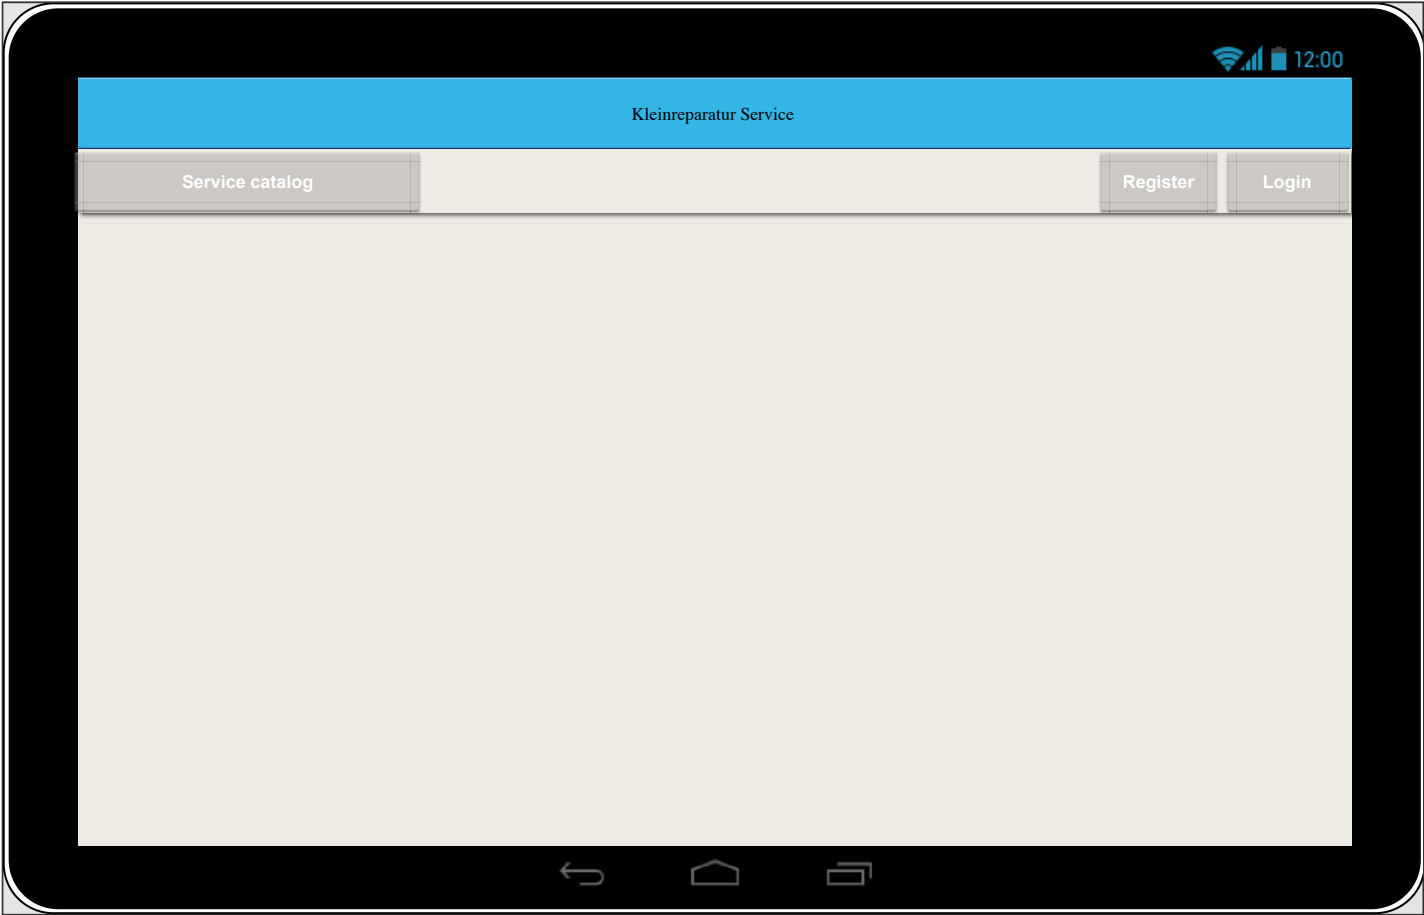 12:00
Kleinreparatur Service
Service catalog
Register
Login